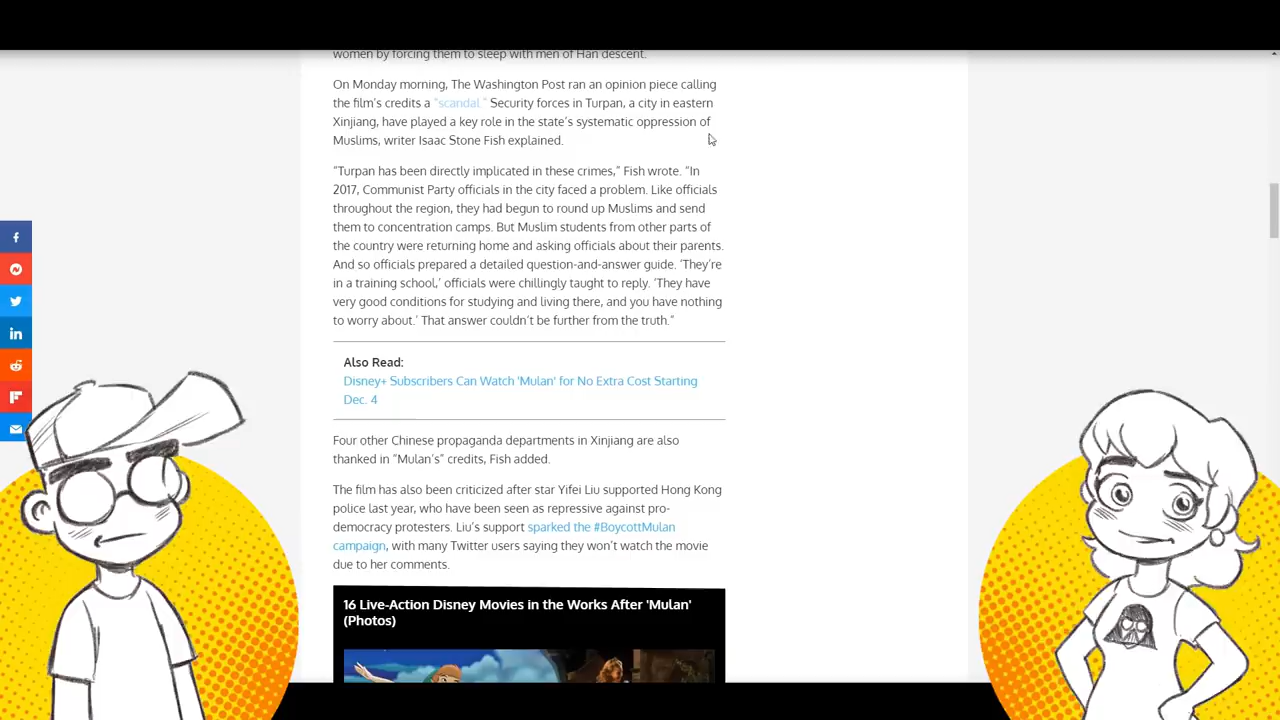 women by forcing them to sleep with men of Han descent.
On Monday morning, The Washington Post ran an opinion piece calling
the film's credits a “scandal.” Security forces in Turpan, a city in eastern
Xinjiang, have played a key role in the state's systematic oppression of
Muslims, writer Isaac Stone Fish explained.
“Turpan has been directly implicated in these crimes,” Fish wrote. “In
2017, Communist Party officials in the city faced a problem. Like officials
throughout the region, they had begun to round up Muslims and send
them to concentration camps. But Muslim students from other parts of
the country were returning home and asking officials about their parents.
And so officials prepared a detailed question-and-answer guide. ‘They're
in a training school,’ officials were chillingly taught to reply. ‘They have
very good conditions for studying and living there, and you have nothing
to worry about.’ That answer couldn't be further from the truth.”
Also Read:
Disney+ Subscribers Can Watch 'Mulan' for No Extra Cost Starting
Dec. 4
Four other Chinese propaganda departments in Xinjiang are also
thanked in “Mulan's” credits, Fish added.
The film has also been criticized after star Yifei Liu supported Hong Kong
police last year, who have been seen as repressive against pro-
democracy protesters. Liu's support sparked the #BoycottMulan
campaign, with many Twitter users saying they won't watch the movie
due to her comments.
16 Live-Action Disney Movies in the Works After 'Mulan'
(Photos)